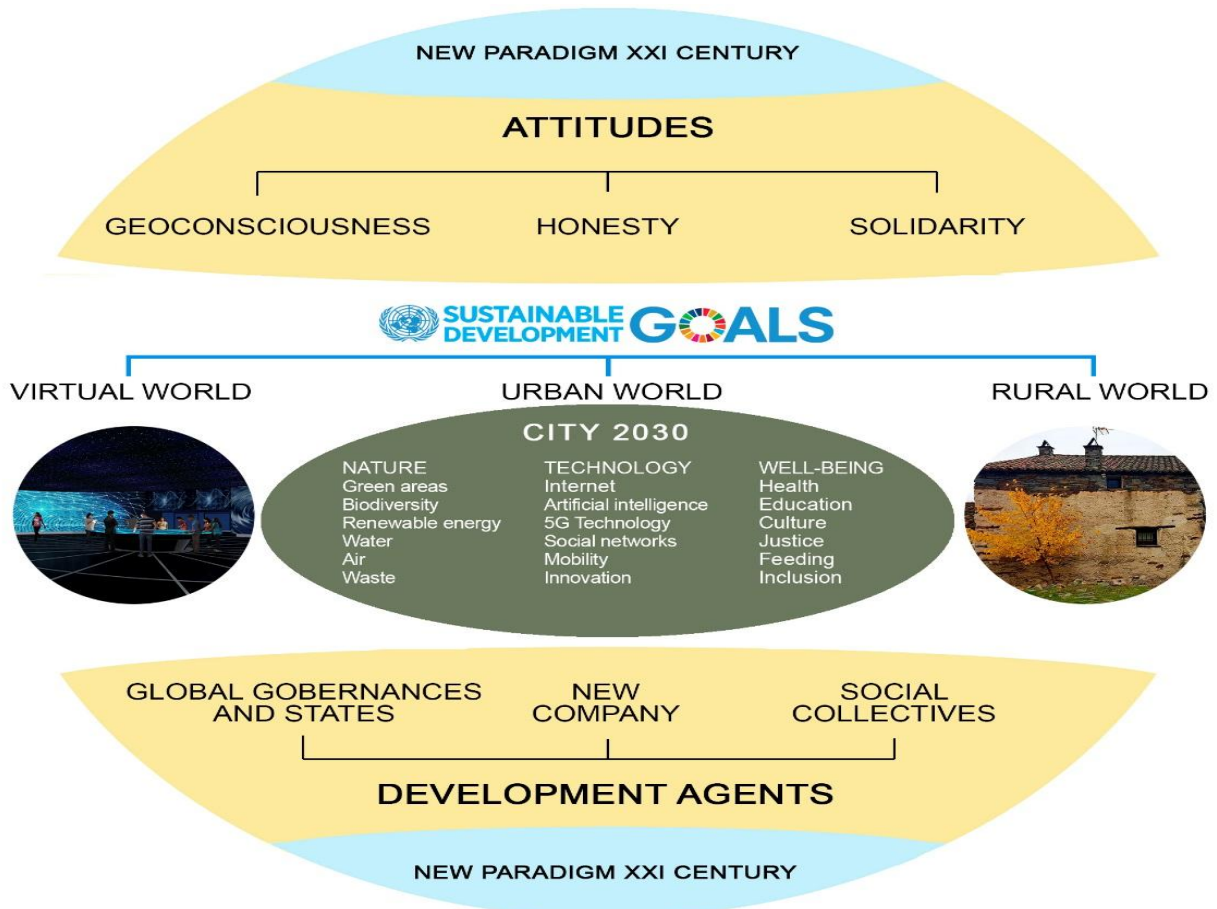 NEW PARADIGM XXI CENTURY
ATTITUDES
GEOCONSCIOUSNESS HONESTY SOLIDARITY
SUSTAINABLE
DEVELOPMENT GOALS
VIRTUAL WORLD URBAN WORLD RURAL WORLD
CITY 2030
NATURE
Green areas
Biodiversity
Renewable energy
Water
Air
Waste
TECHNOLOGY
Internet
Artificial intelligence
5G Technology
Social networks
Mobility
Innovation
WELL-BEING
Health
Education
Culture
Justice
Feeding
Inclusion
GLOBAL GOBERNANCES
AND STATES
NEW
COMPANY
SOCIAL
COLLECTIVES
DEVELOPMENT AGENTS
NEW PARADIGM XXI CENTURY